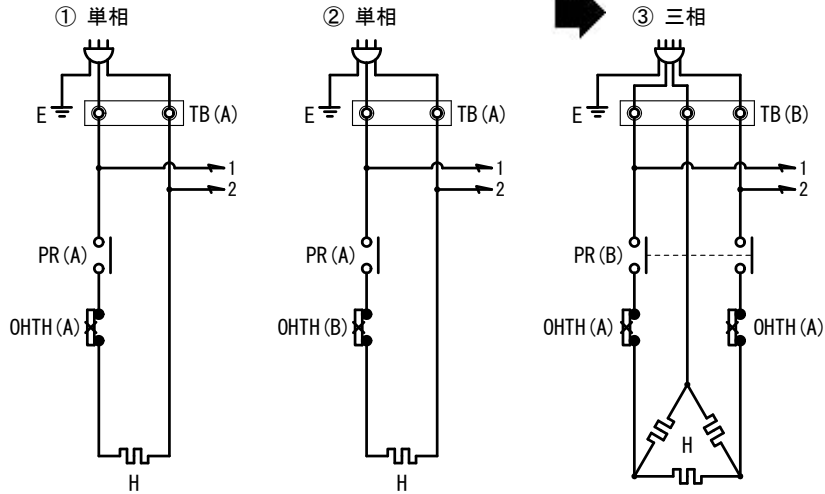 ① 単相
② 単相
③ 三相
E
TB(A)
E
TB(A)
E
TB(B)
1
2
1
2
1
2
PR(A)
PR(A)
PR(B)
OHTH(A)
OHTH(B)
OHTH(A)
OHTH(A)
H
H
H